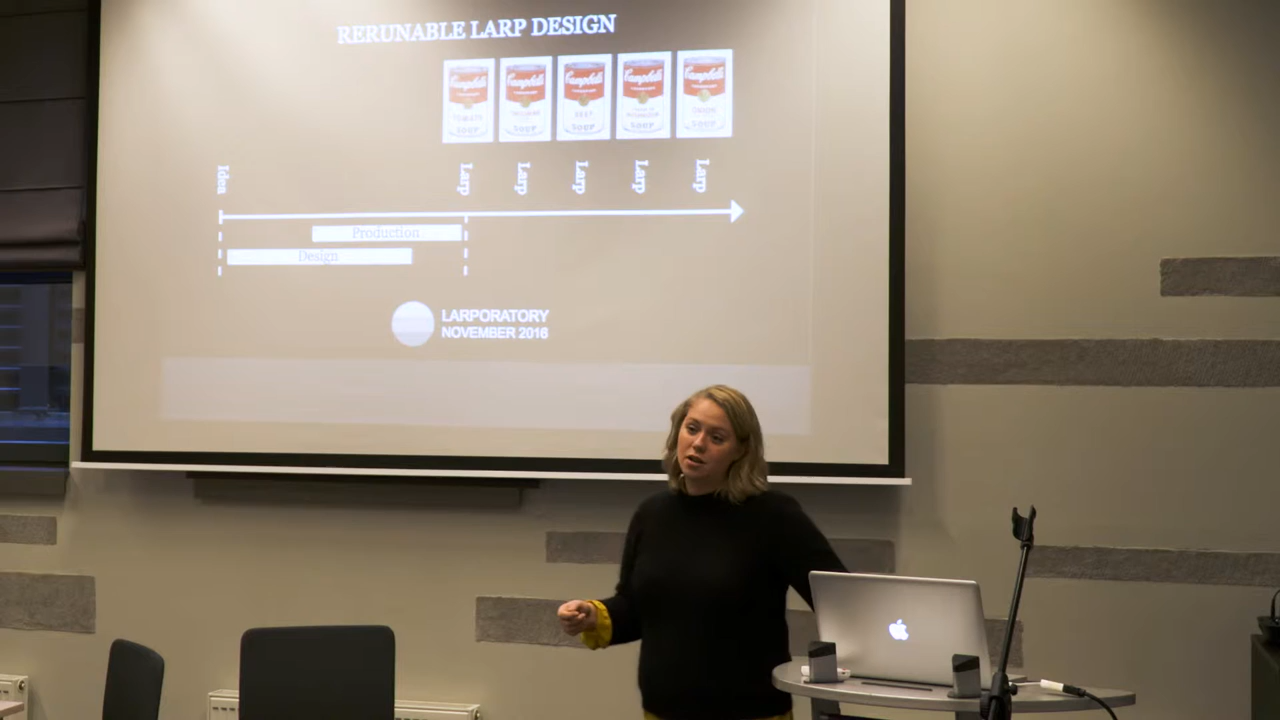 RERUNABLE LARP DESIGN
Campbell's Campbell's Campbell's Campbell's Campbell's
SOUP SOUP BEEF SOUP SOUP SOUP
Idea Larp Larp Larp Larp Larp
Production
Design
LARPORATORY
NOVEMBER 2016